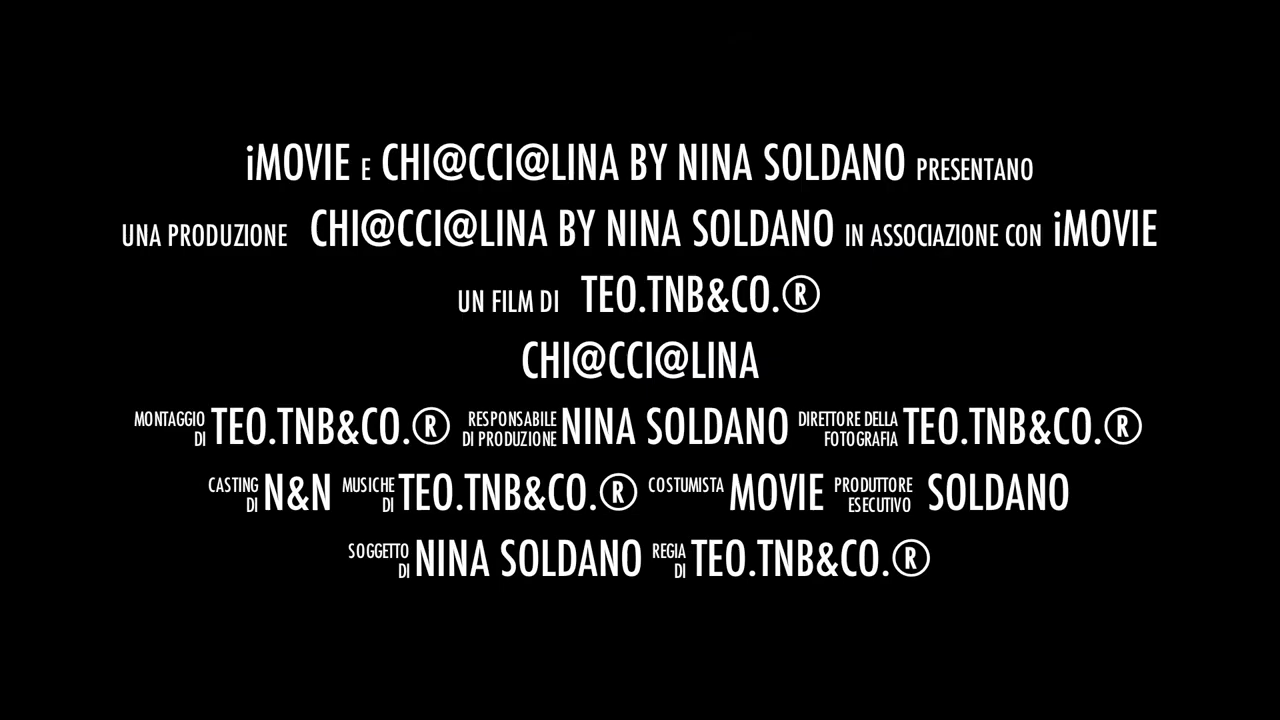 iMOVIE E CHI@CCI@LINA BY NINA SOLDANO PRESENTANO
UNA PRODUZIONE CHI@CCI@LINA BY NINA SOLDANO IN ASSOCIAZIONE CON iMOVIE
UN FILM DI TEO.TNB&CO.®
CHI@CCI@LINA
MONTAGGIO DI TEO.TNB&CO.® RESPONSABILE DI PRODUZIONE NINA SOLDANO DIRETTORE DELLA FOTOGRAFIA TEO.TNB&CO.®
CASTING DI N&N MUSICHE DI TEO.TNB&CO.® COSTUMISTA MOVIE PRODUTTORE ESECUTIVO SOLDANO
SOGGETTO DI NINA SOLDANO REGIA DI TEO.TNB&CO.®